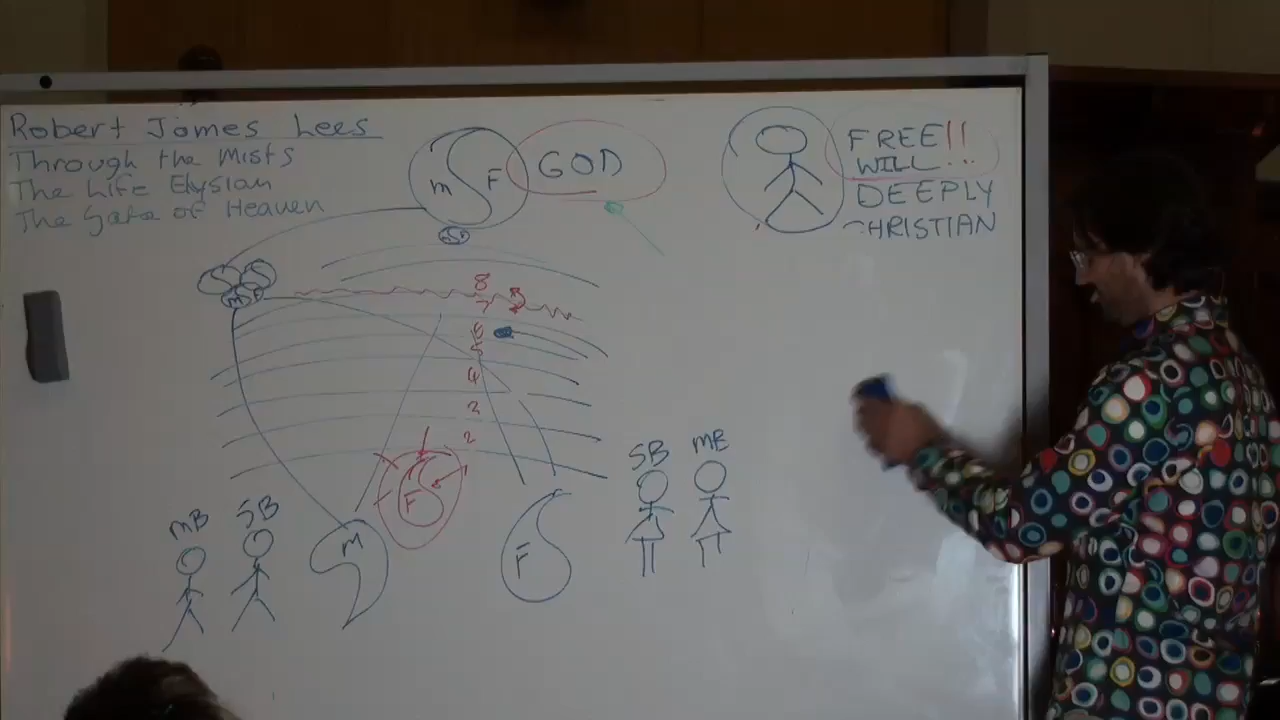 Robert James Lees
Through the Mists
The Life Elysian
The Gate of Heaven
M F GOD
FREE!!
WILL...
DEEPLY
CHRISTIAN
8
7
6
5
4
2
2
F
M
F
MB SB
SB MB